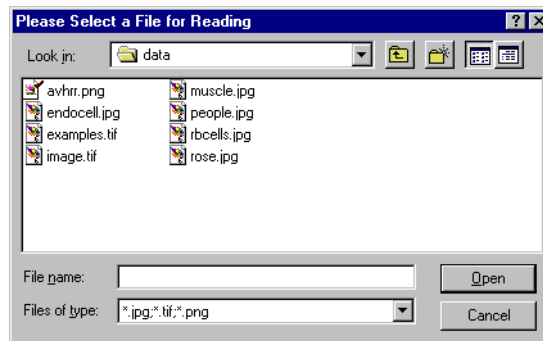 Please Select a File for Reading
Look in: data
avhrr.png
endocell.jpg
examples.tif
image.tif
muscle.jpg
people.jpg
rbcells.jpg
rose.jpg
File name:
Open
Files of type: *.jpg;*.tif;*.png
Cancel